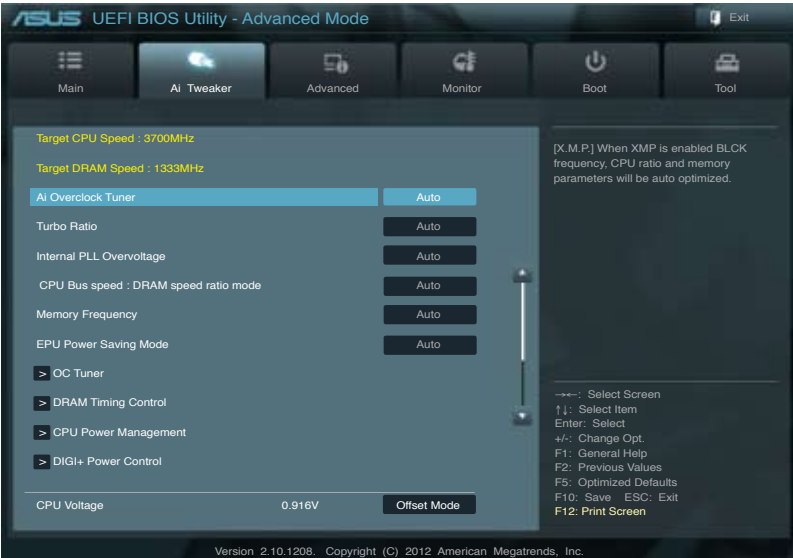 ASUS UEFI BIOS Utility - Advanced Mode
Exit
Main
Ai Tweaker
Advanced
Monitor
Boot
Tool
Target CPU Speed : 3700MHz
Target DRAM Speed : 1333MHz
Ai Overclock Tuner Auto
Turbo Ratio Auto
Internal PLL Overvoltage Auto
CPU Bus speed : DRAM speed ratio mode Auto
Memory Frequency Auto
EPU Power Saving Mode Auto
> OC Tuner
> DRAM Timing Control
> CPU Power Management
> DIGI+ Power Control
CPU Voltage 0.916V Offset Mode
[X.M.P.] When XMP is enabled BLCK
frequency, CPU ratio and memory
parameters will be auto optimized.
→←: Select Screen
↑↓: Select Item
Enter: Select
+/-: Change Opt.
F1: General Help
F2: Previous Values
F5: Optimized Defaults
F10: Save ESC: Exit
F12: Print Screen
Version 2.10.1208. Copyright (C) 2012 American Megatrends, Inc.